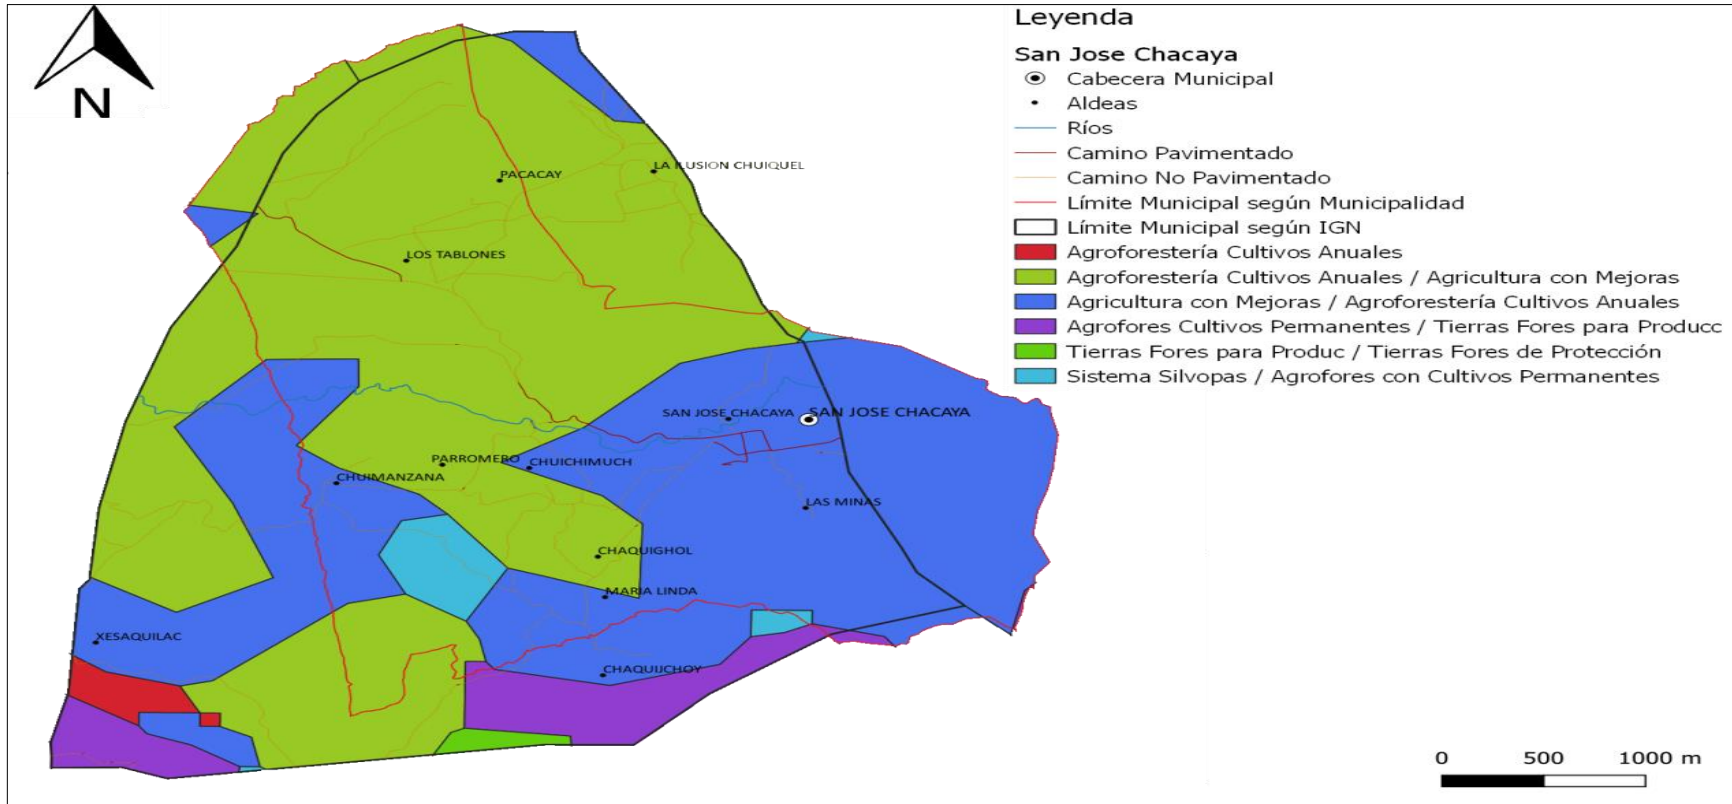 N
Leyenda
San Jose Chacaya
Cabecera Municipal
Aldeas
Ríos
Camino Pavimentado
Camino No Pavimentado
Límite Municipal según Municipalidad
Límite Municipal según IGN
Agroforestería Cultivos Anuales
Agroforestería Cultivos Anuales / Agricultura con Mejoras
Agricultura con Mejoras / Agroforestería Cultivos Anuales
Agrofores Cultivos Permanentes / Tierras Fores para Producc
Tierras Fores para Produc / Tierras Fores de Protección
Sistema Silvopas / Agrofores con Cultivos Permanentes
LA ILUSION CHUIQUEL
PACACAY
LOS TABLONES
SAN JOSE CHACAYA
SAN JOSE CHACAYA
PARROMERO
CHUICHIMUCH
CHUIMANZANA
LAS MINAS
CHAQUIGHOL
MARIA LINDA
XESAQUILAC
CHAQUIJCHOY
0 500 1000 m